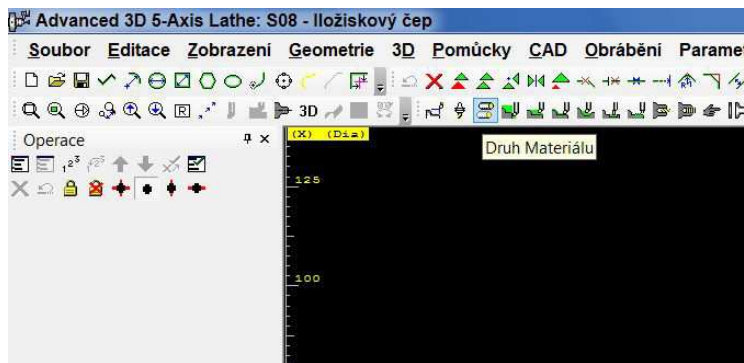 Advanced 3D 5-Axis Lathe: S08 - Iložiskový čep
Soubor Editace Zobrazení Geometrie 3D Pomůcky CAD Obrábění Paramet
3D
Druh Materiálu
Operace
(X) (Dia)
125
100